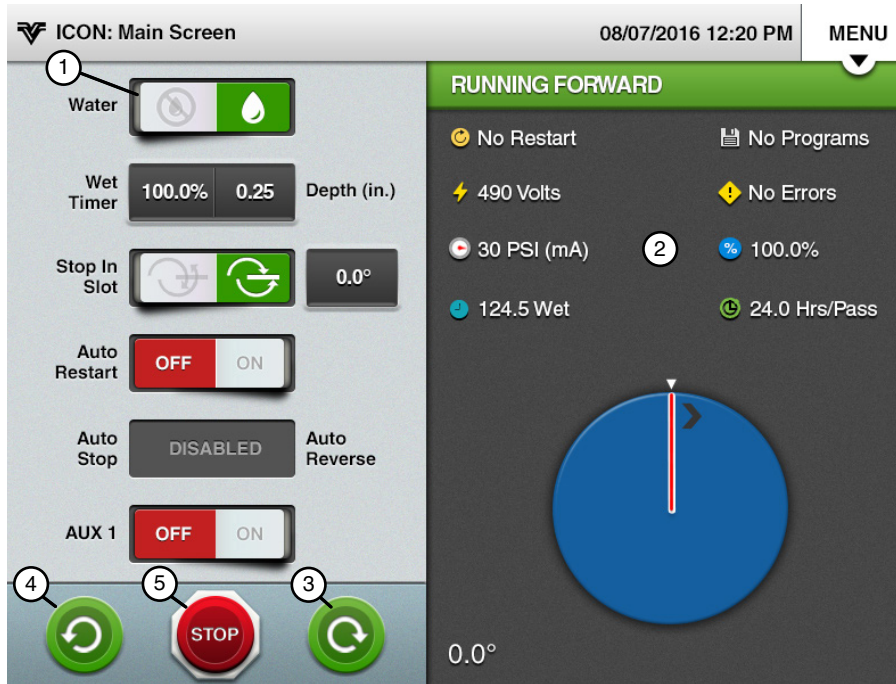 ICON: Main Screen
08/07/2016 12:20 PM
MENU
1
Water
Wet
Timer
100.0%
0.25
Depth (in.)
Stop In
Slot
0.0°
Auto
Restart
OFF
ON
Auto
Stop
DISABLED
Auto
Reverse
AUX 1
OFF
ON
4
5
3
STOP
RUNNING FORWARD
No Restart
No Programs
490 Volts
No Errors
30 PSI (mA)
2
% 100.0%
124.5 Wet
24.0 Hrs/Pass
0.0°